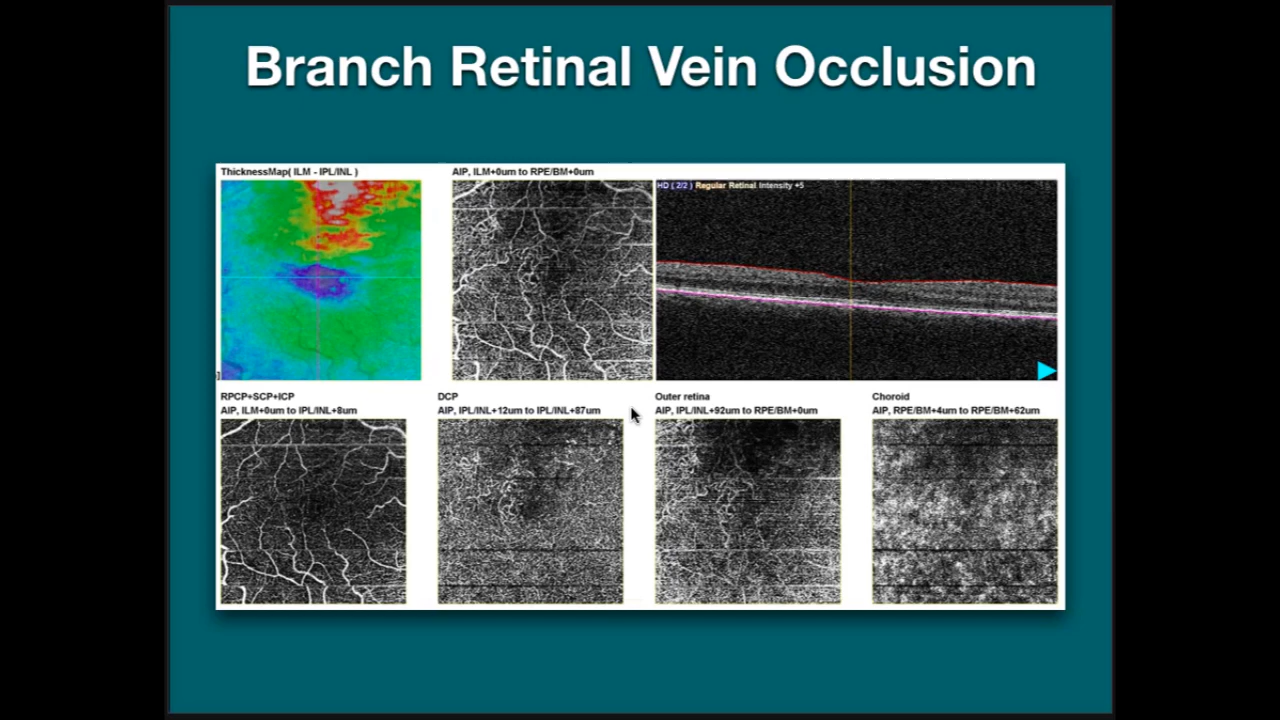 Branch Retinal Vein Occlusion
ThicknessMap( ILM - IPL/INL )
AIP, ILM+0um to RPE/BM+0um
HD ( 2/2 ) Regular Retinal Intensity +5
RPCP+SCP+ICP
AIP, ILM+0um to IPL/INL+8um
DCP
AIP, IPL/INL+12um to IPL/INL+87um
Outer retina
AIP, IPL/INL+92um to RPE/BM+0um
Choroid
AIP, RPE/BM+4um to RPE/BM+62um